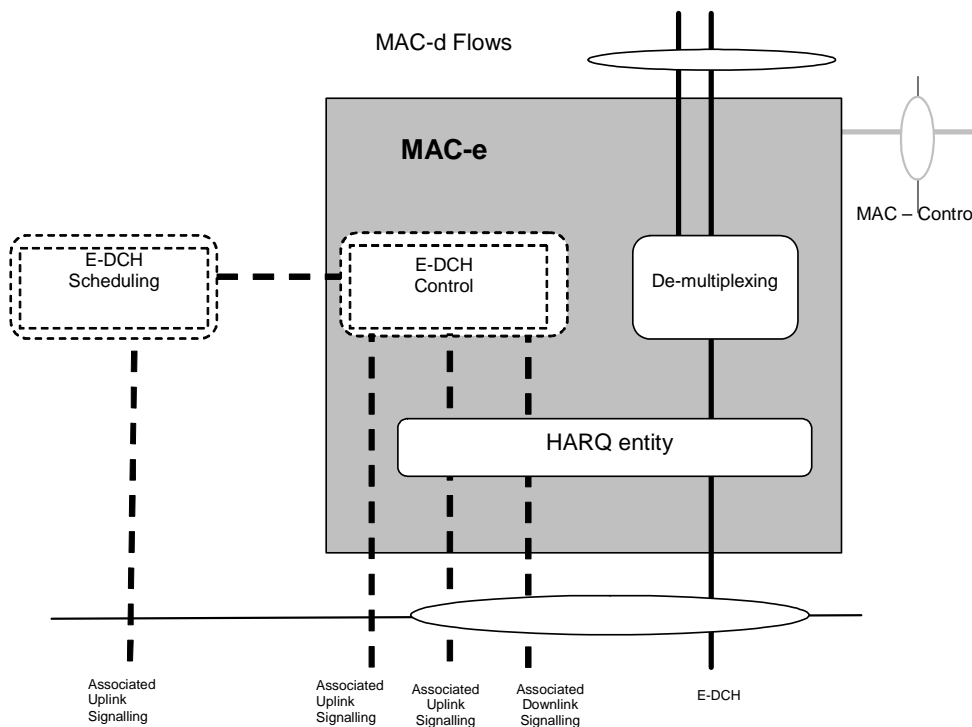 MAC-d Flows
MAC-e
MAC – Control
E-DCH
Scheduling
E-DCH
Control
De-multiplexing
HARQ entity
Associated
Uplink
Signalling
Associated
Uplink
Signalling
Associated
Uplink
Signalling
Associated
Downlink
Signalling
E-DCH